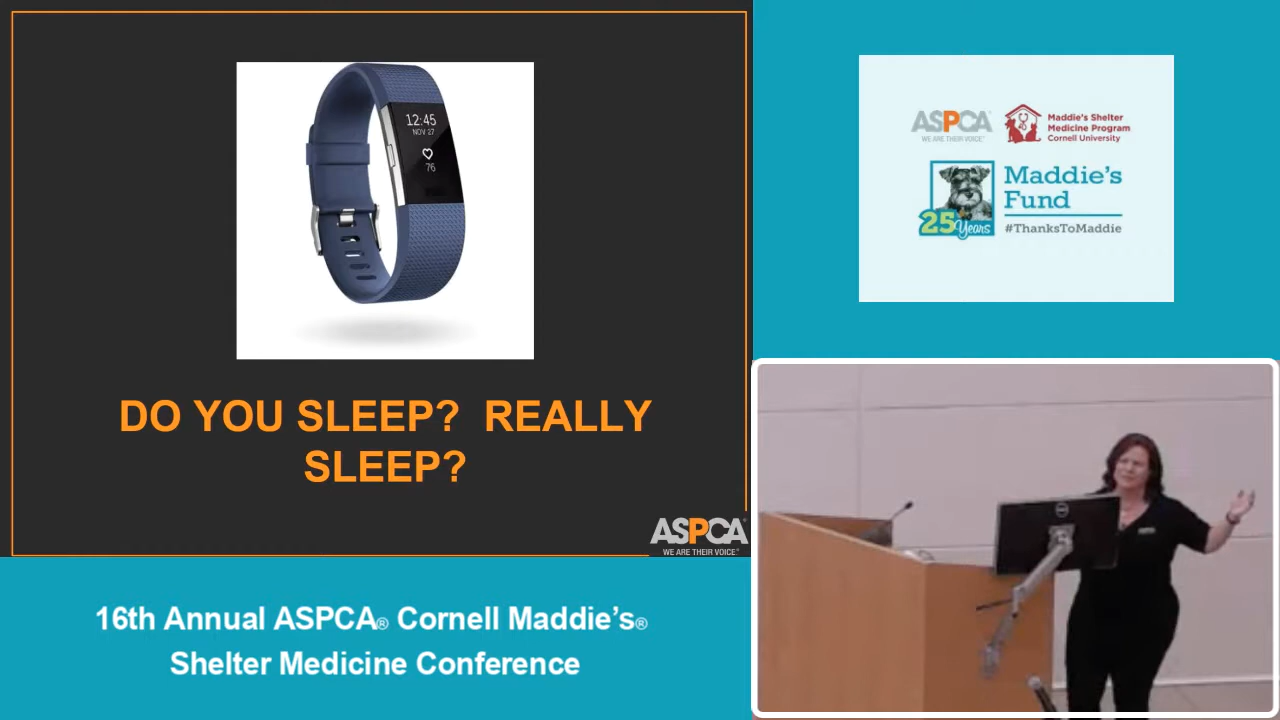 12:45
NOV 27
76
DO YOU SLEEP? REALLY
SLEEP?
ASPCA®
WE ARE THEIR VOICE®
16th Annual ASPCA® Cornell Maddie's®
Shelter Medicine Conference
ASPCA®
WE ARE THEIR VOICE®
Maddie's Shelter
Medicine Program
Cornell University
25 Years
Maddie's
Fund
#ThanksToMaddie